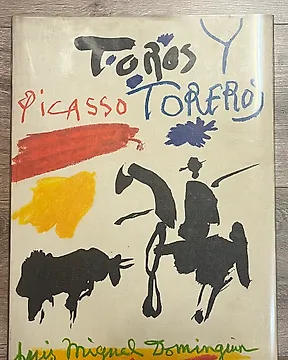 TOROS Y
PICASSO TOREROS
Luis Miguel Dominguin